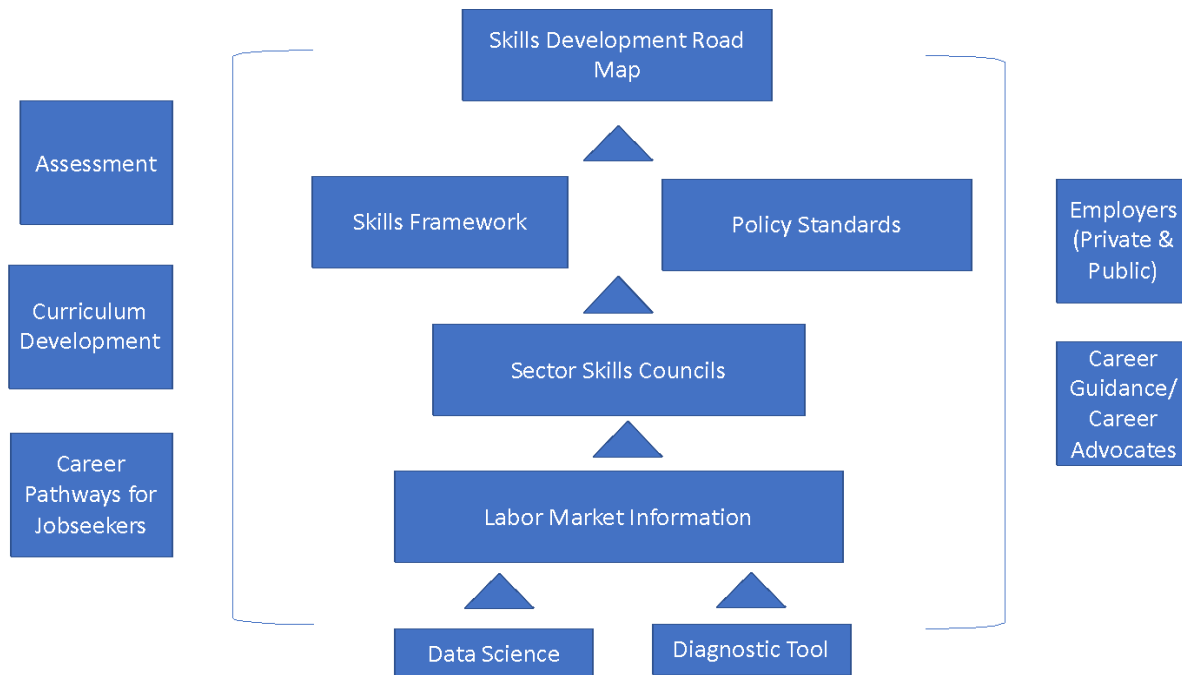 Skills Development Road
Map
Assessment
Skills Framework
Policy Standards
Employers
(Private &
Public)
Curriculum
Development
Sector Skills Councils
Career
Guidance/
Career
Advocates
Career
Pathways for
Jobseekers
Labor Market Information
Data Science
Diagnostic Tool